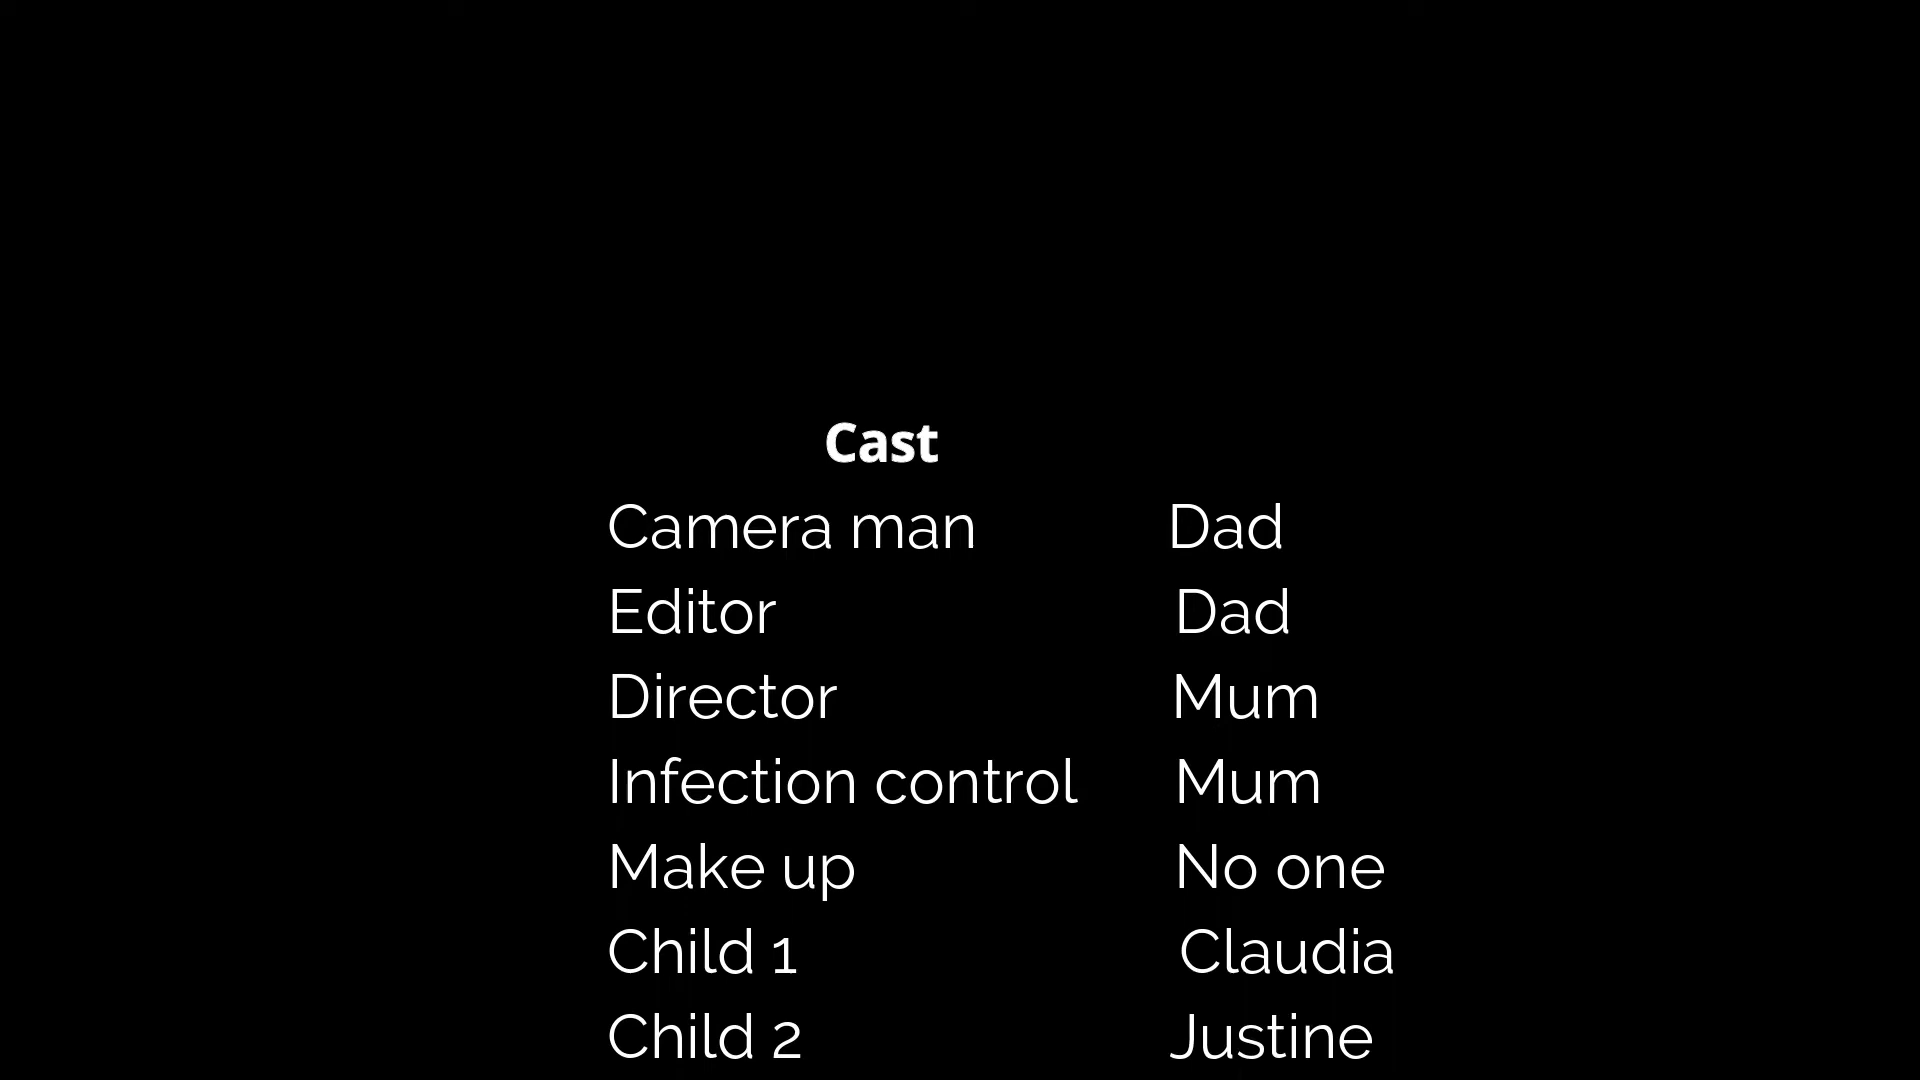 Cast
Camera man Dad
Editor Dad
Director Mum
Infection control Mum
Make up No one
Child 1 Claudia
Child 2 Justine